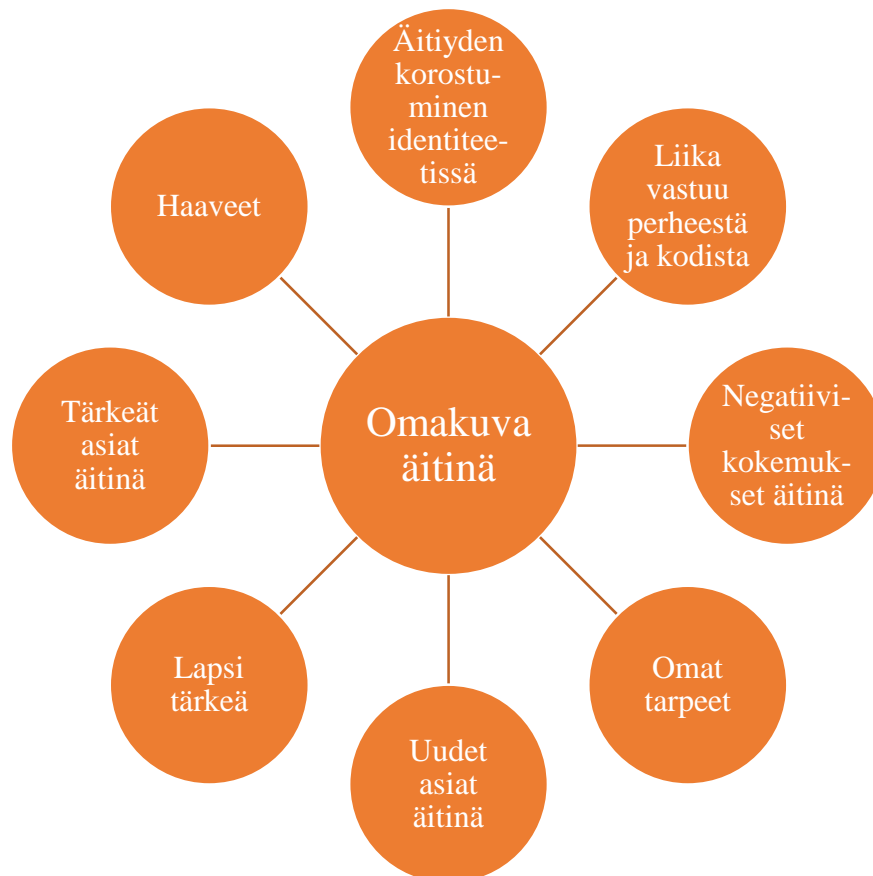 Äitiyden
korostu-
minen
identitee-
tissä
Liika
vastuu
perheestä
ja kodista
Negatiivi-
set
kokemuk-
set äitinä
Omat
tarpeet
Uudet
asiat
äitinä
Lapsi
tärkeä
Tärkeät
asiat
äitinä
Haaveet
Omakuva
äitinä